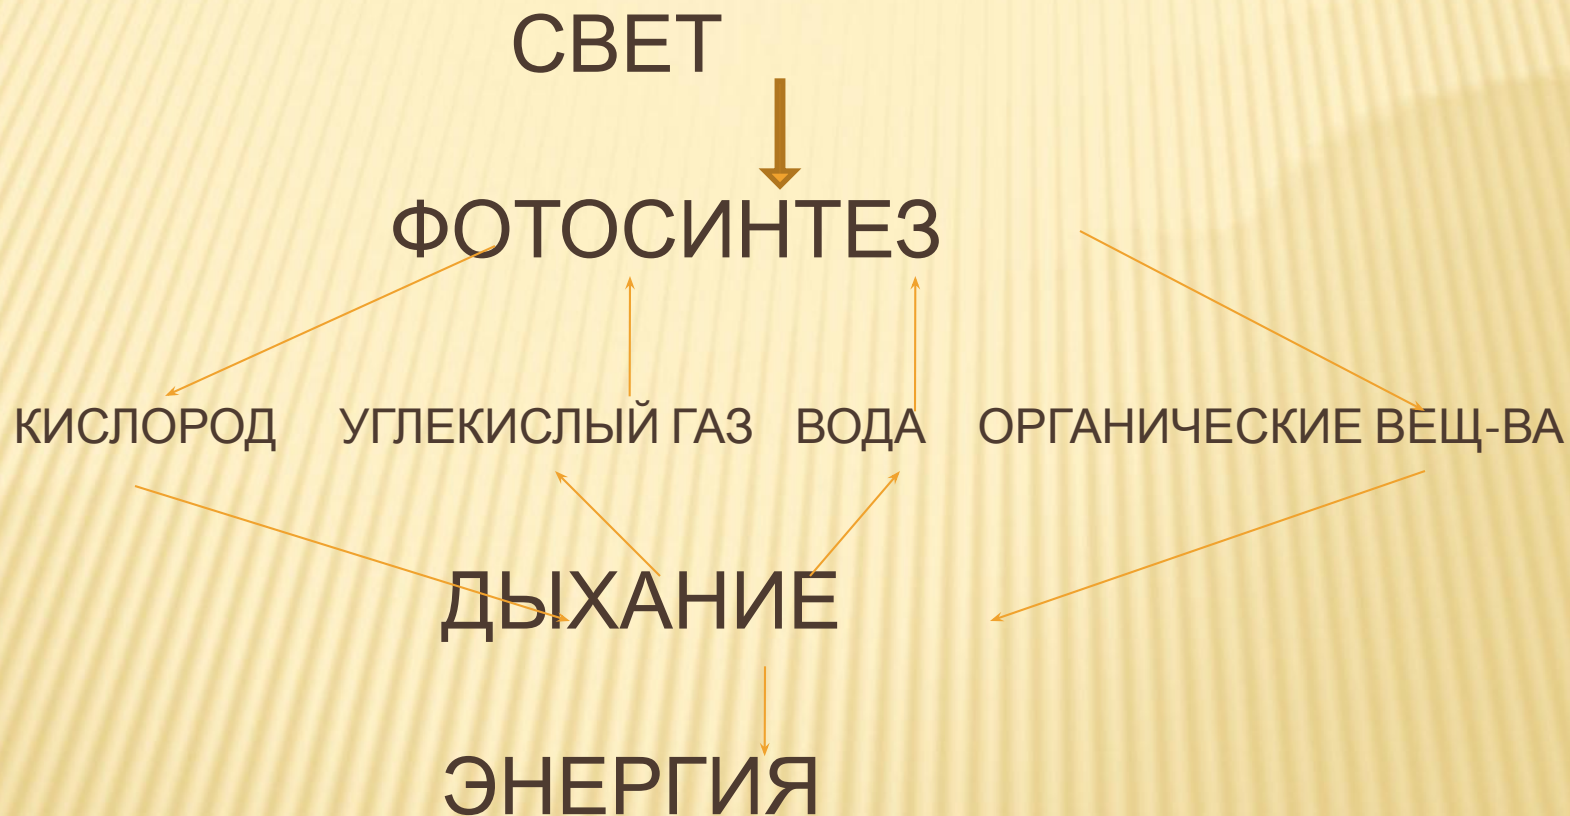 СВЕТ
ФОТОСИНТЕЗ
КИСЛОРОД УГЛЕКИСЛЫЙ ГАЗ ВОДА ОРГАНИЧЕСКИЕ ВЕЩ-ВА
ДЫХАНИЕ
ЭНЕРГИЯ